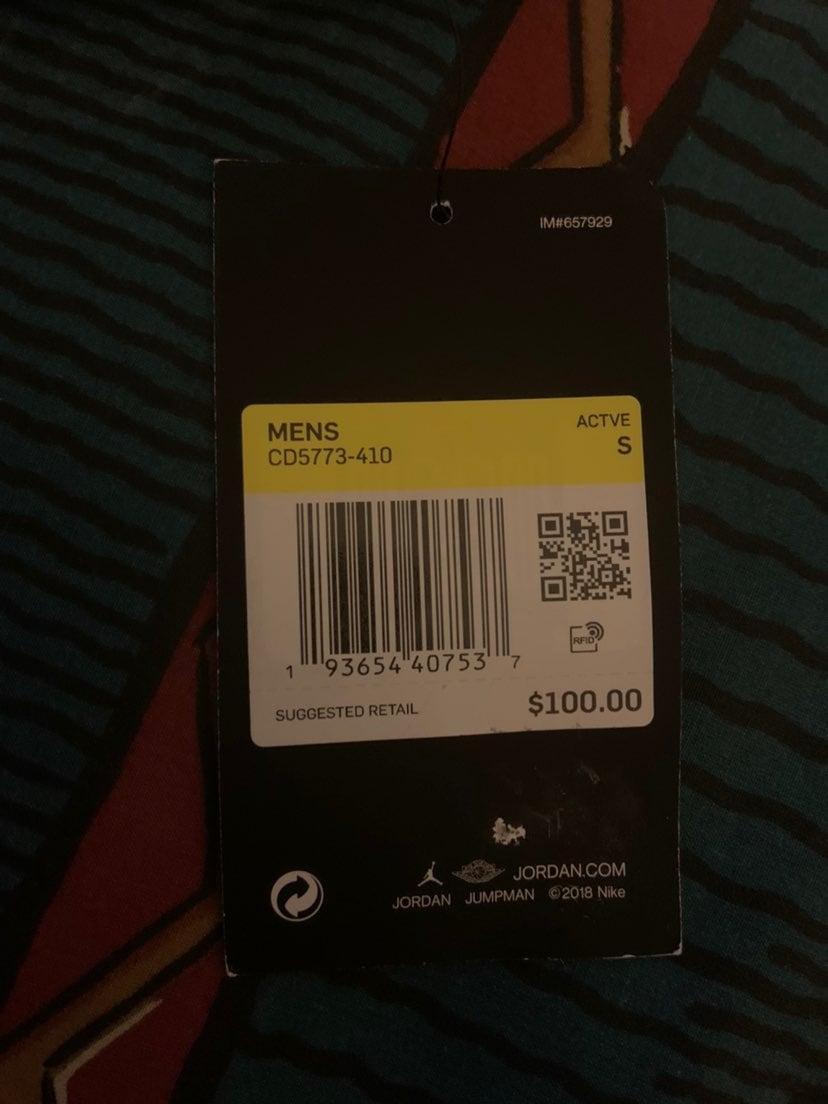 IM#657929
MENS
ACTVE
CD5773-410
S
RFID
1 93654 40753 7
SUGGESTED RETAIL
$100.00
JORDAN.COM
JORDAN JUMPMAN ©2018 Nike